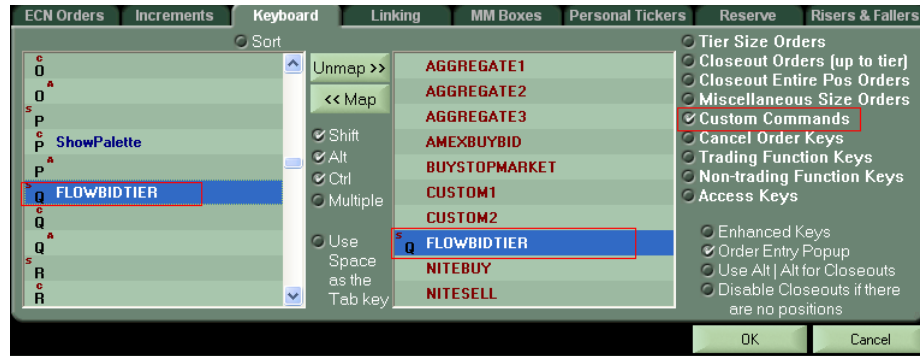 ECN Orders Increments Keyboard Linking MM Boxes Personal Tickers Reserve Risers & Fallers
Sort
c
O
A
O
s
P
c
P ShowPalette
A
P
s
Q FLOWBIDTIER
c
Q
A
Q
s
R
c
R
Unmap >>
<< Map
Shift
Alt
Ctrl
Multiple
Use
Space
as the
Tab key
AGGREGATE1
AGGREGATE2
AGGREGATE3
AMEXBUYBID
BUYSTOPMARKET
CUSTOM1
CUSTOM2
s
Q FLOWBIDTIER
NITEBUY
NITESELL
Tier Size Orders
Closeout Orders (up to tier)
Closeout Entire Pos Orders
Miscellaneous Size Orders
Custom Commands
Cancel Order Keys
Trading Function Keys
Non-trading Function Keys
Access Keys
Enhanced Keys
Order Entry Popup
Use Alt | Alt for Closeouts
Disable Closeouts if there
are no positions
OK Cancel